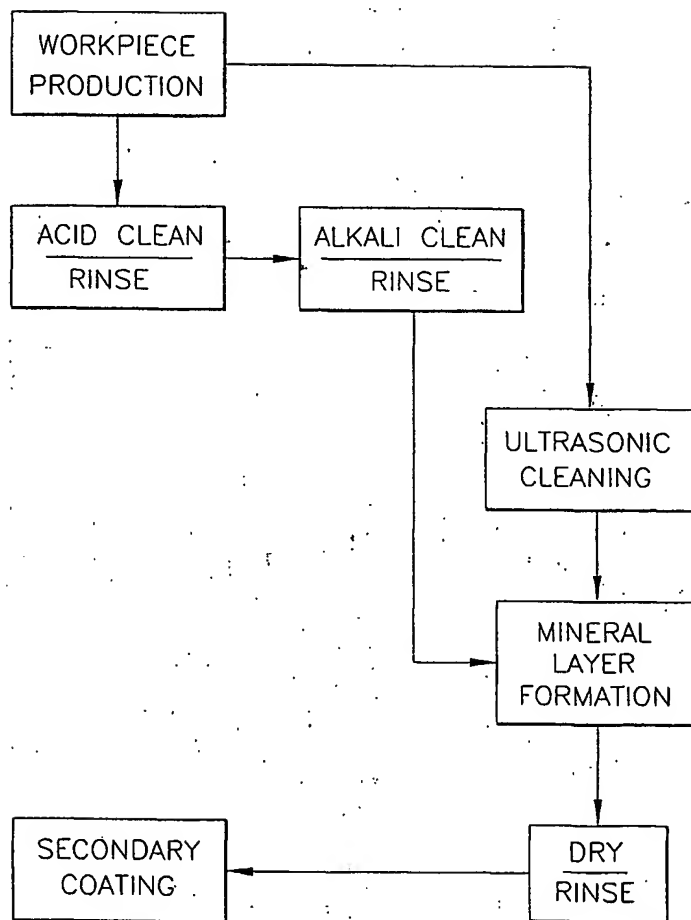 WORKPIECE
PRODUCTION
ACID CLEAN
RINSE
ALKALI CLEAN
RINSE
ULTRASONIC
CLEANING
MINERAL
LAYER
FORMATION
SECONDARY
COATING
DRY
RINSE